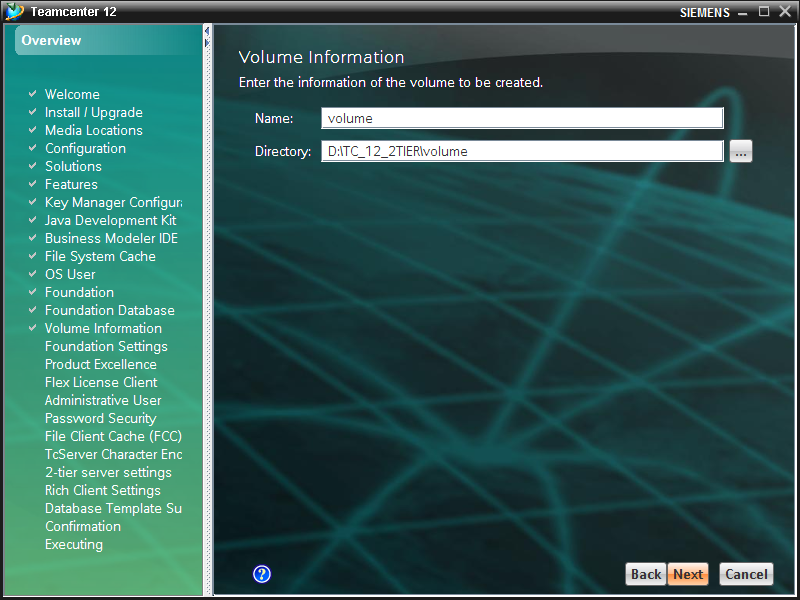 Teamcenter 12
SIEMENS
Overview
Welcome
Install / Upgrade
Media Locations
Configuration
Solutions
Features
Key Manager Configura
Java Development Kit
Business Modeler IDE
File System Cache
OS User
Foundation
Foundation Database
Volume Information
Foundation Settings
Product Excellence
Flex License Client
Administrative User
Password Security
File Client Cache (FCC)
TcServer Character Enc
2-tier server settings
Rich Client Settings
Database Template Su
Confirmation
Executing
Volume Information
Enter the information of the volume to be created.
Name: volume
Directory: D:\TC_12_2TIER\volume ...
? Back Next Cancel